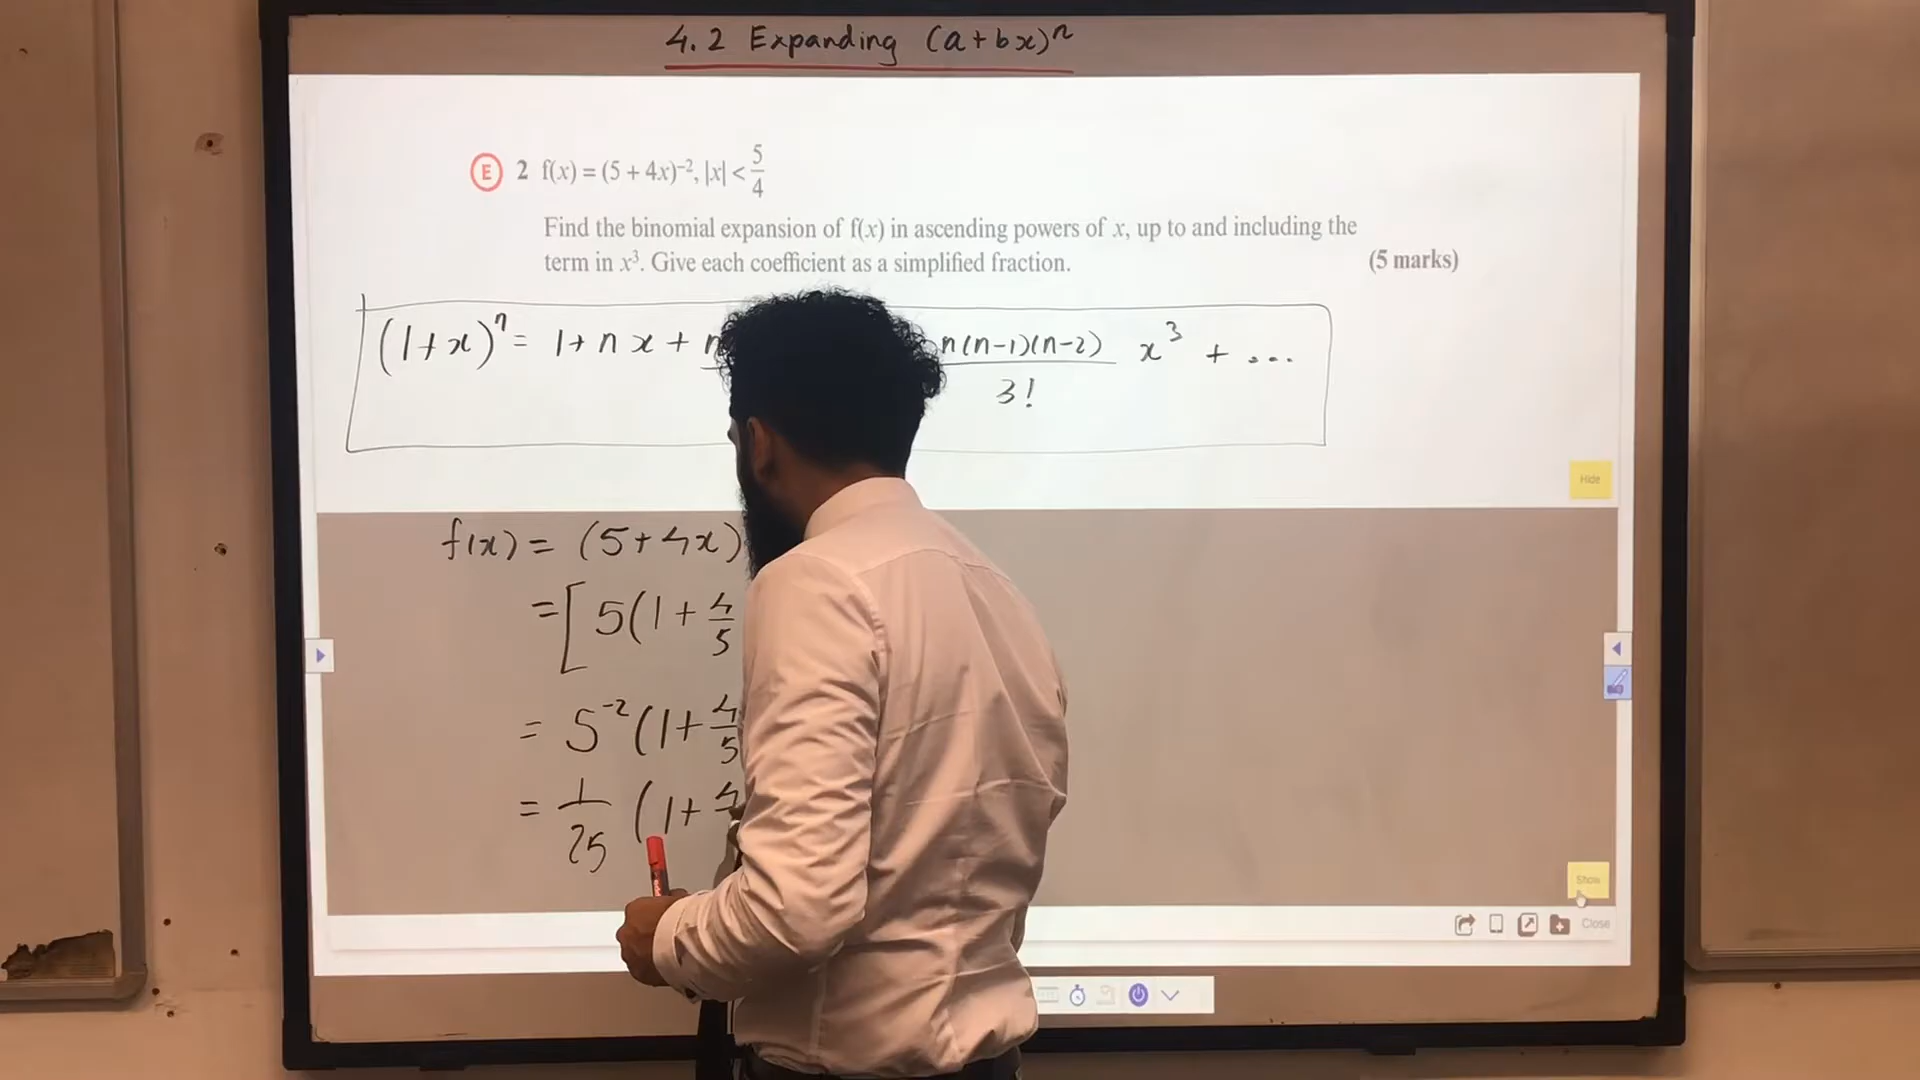 4.2 Expanding (a+bx)ⁿ
E 2 f(x) = (5 + 4x)⁻², |x| < 5/4
Find the binomial expansion of f(x) in ascending powers of x, up to and including the
term in x³. Give each coefficient as a simplified fraction. (5 marks)
(1+x)ⁿ = 1+nx+ n(n-1)(n-2)/3! x³ + ...
Hide
f(x) = (5+4x)
= [5(1+4/5
= 5⁻²(1+4/5
= 1/25 (1+4
Show
Close